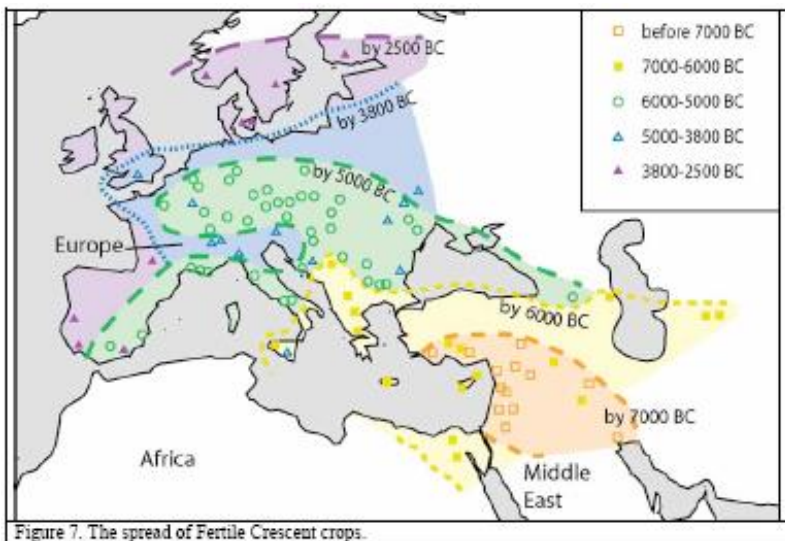 before 7000 BC
7000-6000 BC
6000-5000 BC
5000-3800 BC
3800-2500 BC
by 2500 BC
by 3800 BC
by 5000 BC
Europe
by 6000 BC
by 7000 BC
Africa
Middle
East
Figure 7. The spread of Fertile Crescent crops.